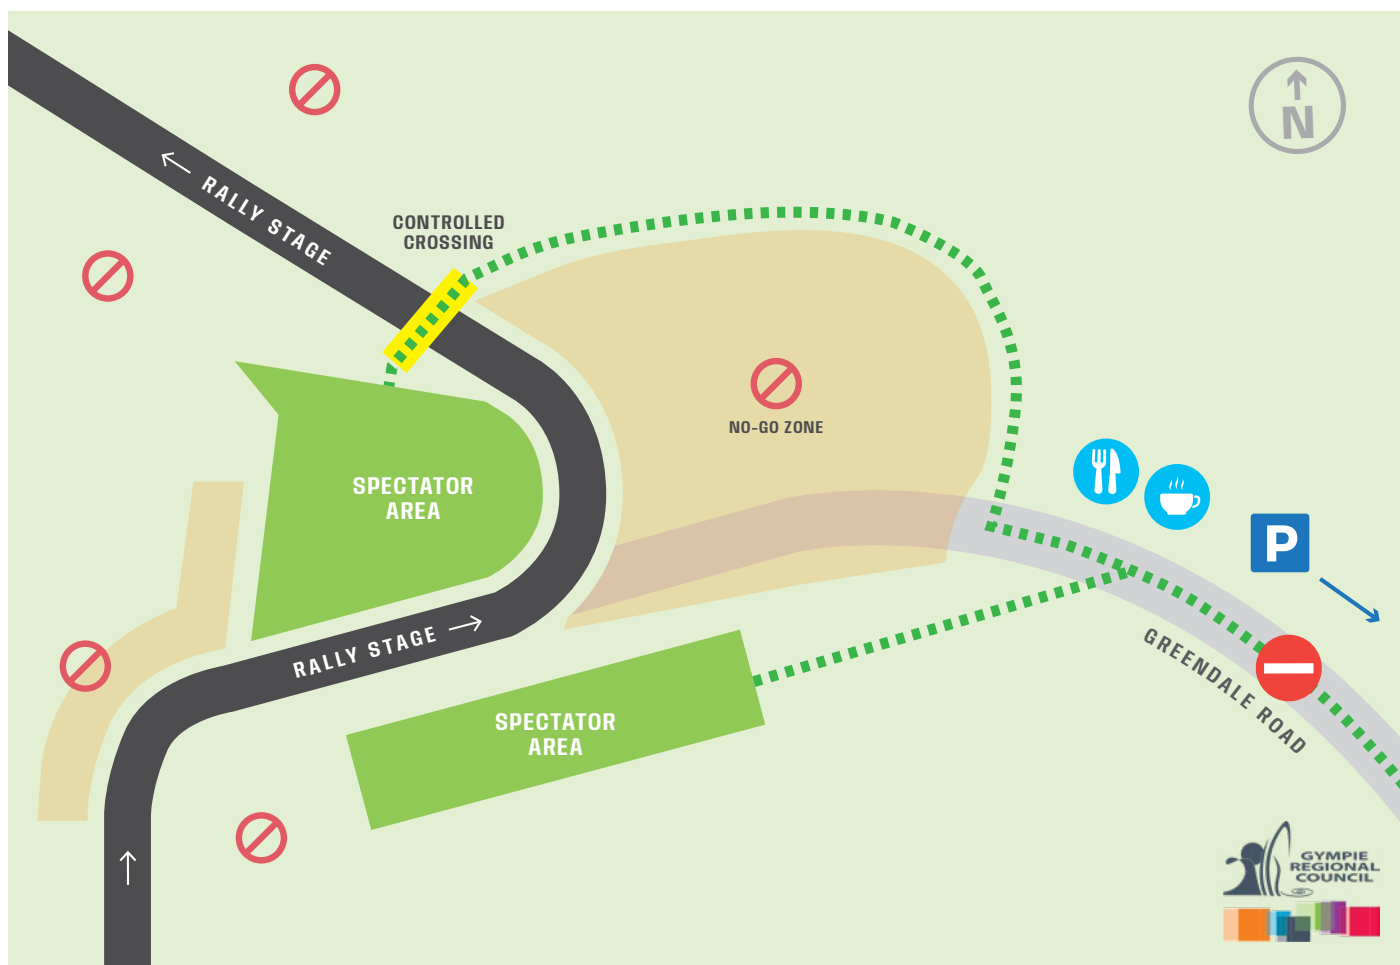 N
RALLY STAGE
CONTROLLED
CROSSING
NO-GO ZONE
SPECTATOR
AREA
P
RALLY STAGE
GREENDALE ROAD
SPECTATOR
AREA
GYMPIE
REGIONAL
COUNCIL